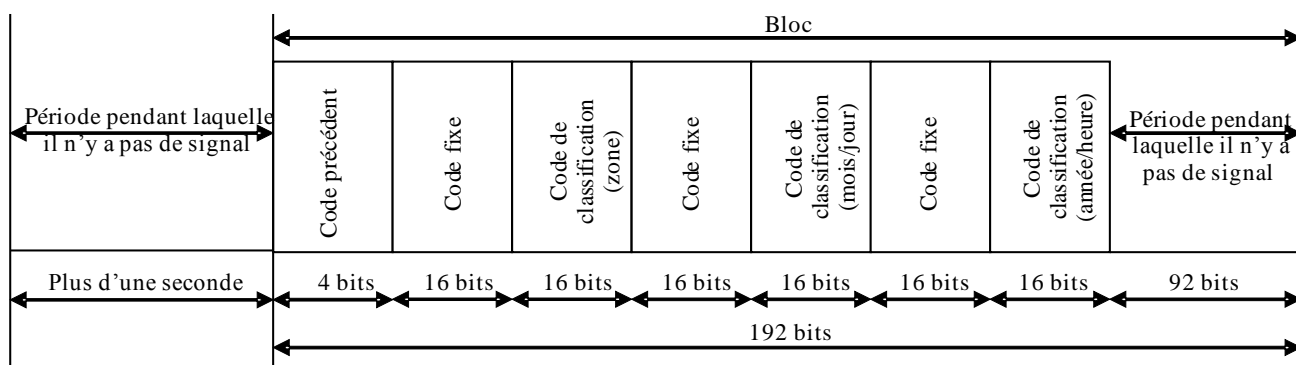 Bloc
Période pendant laquelle
il n'y a pas de signal
Code précédent
Code fixe
Code de
classification
(zone)
Code fixe
Code de
classification
(mois/jour)
Code fixe
Code de
classification
(année/heure)
Période pendant
laquelle il n'y a
pas de signal
Plus d'une seconde
4 bits
16 bits
16 bits
16 bits
16 bits
16 bits
16 bits
92 bits
192 bits